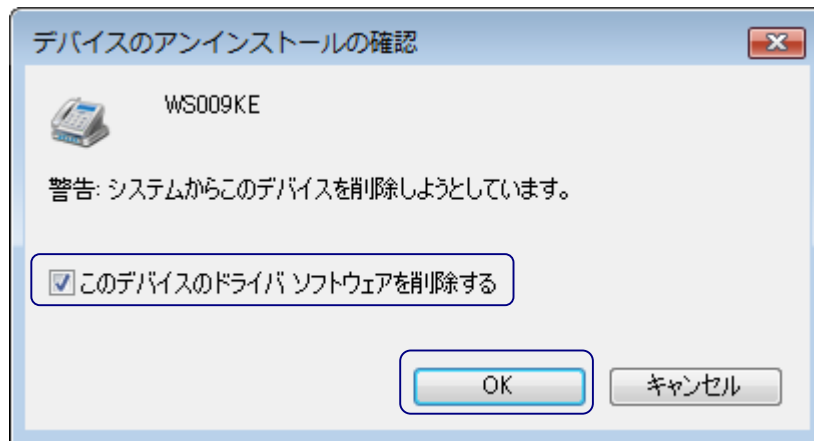 デバイスのアンインストールの確認
WS009KE
警告: システムからこのデバイスを削除しようとしています。
このデバイスのドライバ ソフトウェアを削除する
OK
キャンセル